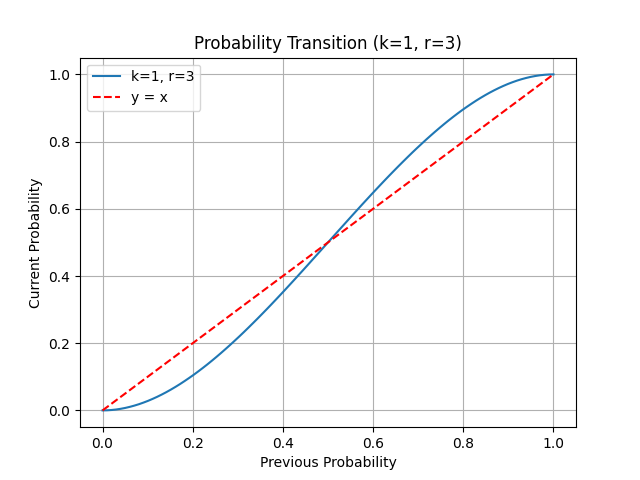 Probability Transition (k=1, r=3)
k=1, r=3
y = x
Current Probability
1.0
0.8
0.6
0.4
0.2
0.0
0.0 0.2 0.4 0.6 0.8 1.0
Previous Probability